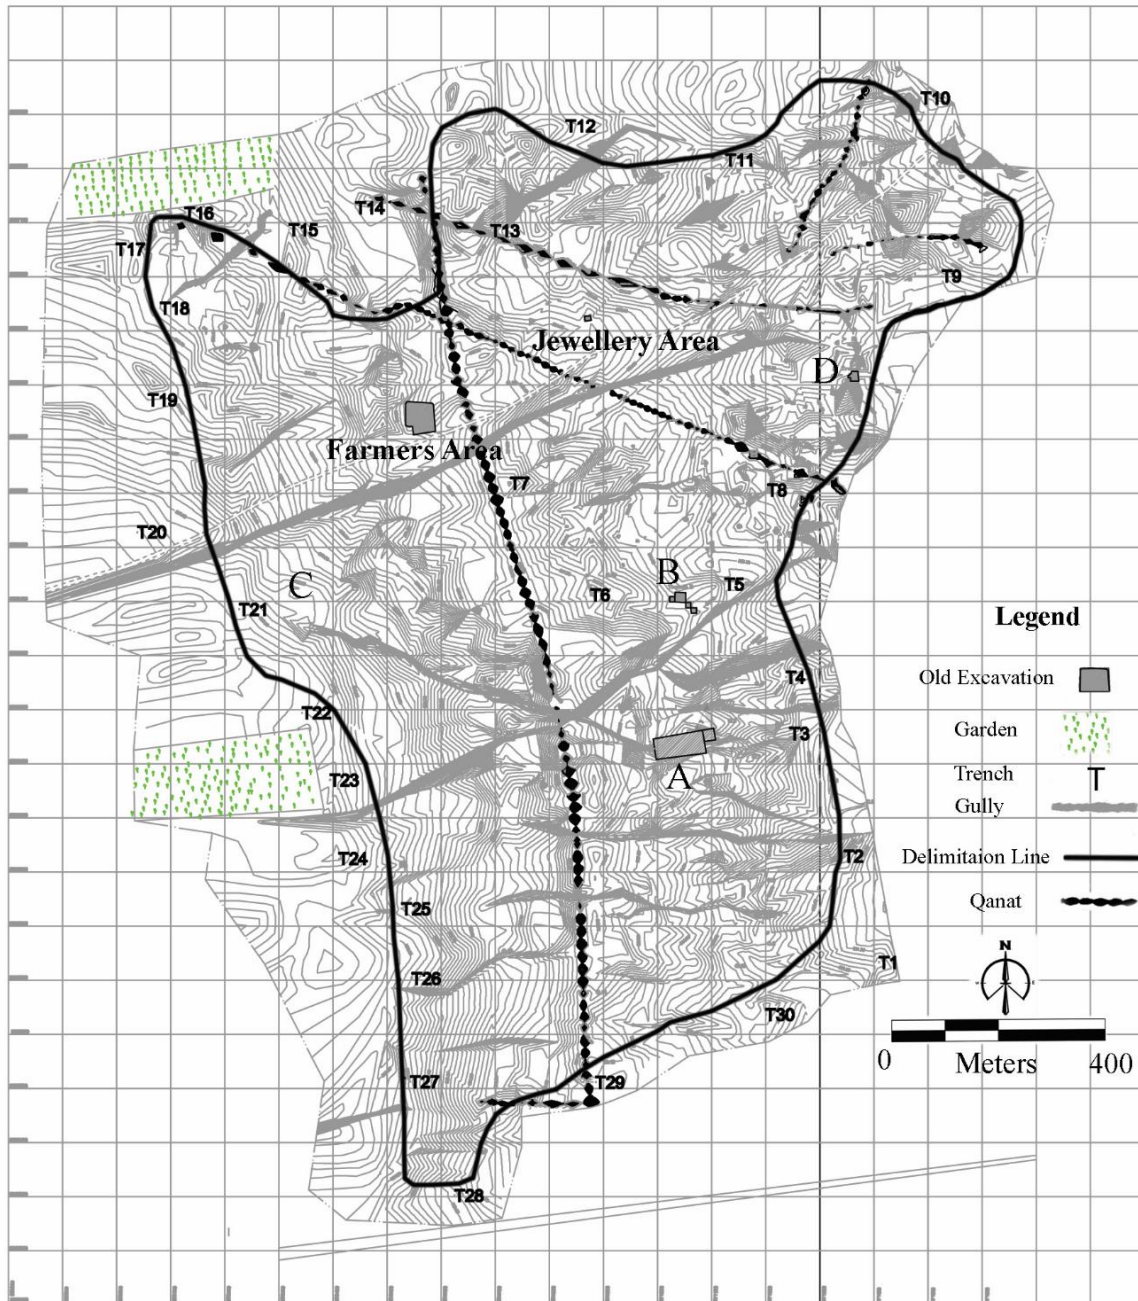 T10
T12
T11
T14
T16
T15
T13
T17
T9
T18
Jewellery Area
D
T19
Farmers Area
T7
T8
T20
C
B
T5
T6
T21
Legend
T4
Old Excavation
T22
T3
Garden
A
T23
Trench T
Gully
T24
T2
Delimitaion Line
T25
Qanat
N
T26
T1
T30
0 Meters 400
T27
T29
T28